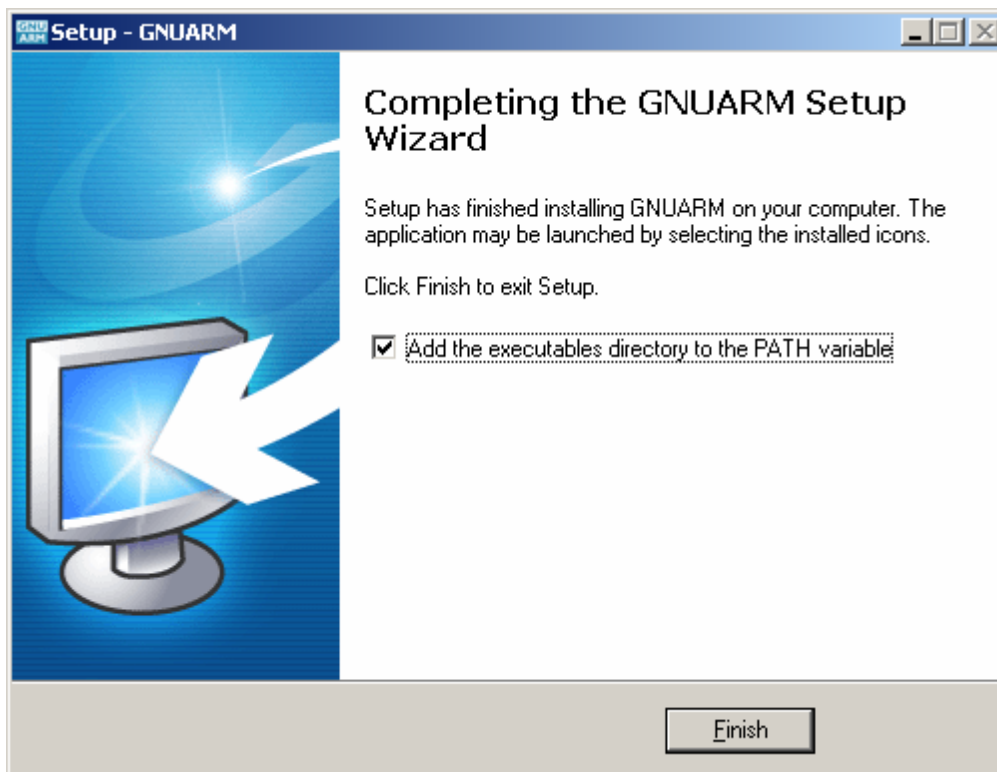 GNU
ARM
Setup - GNUARM
Completing the GNUARM Setup
Wizard
Setup has finished installing GNUARM on your computer. The
application may be launched by selecting the installed icons.
Click Finish to exit Setup.
Add the executables directory to the PATH variable
Finish